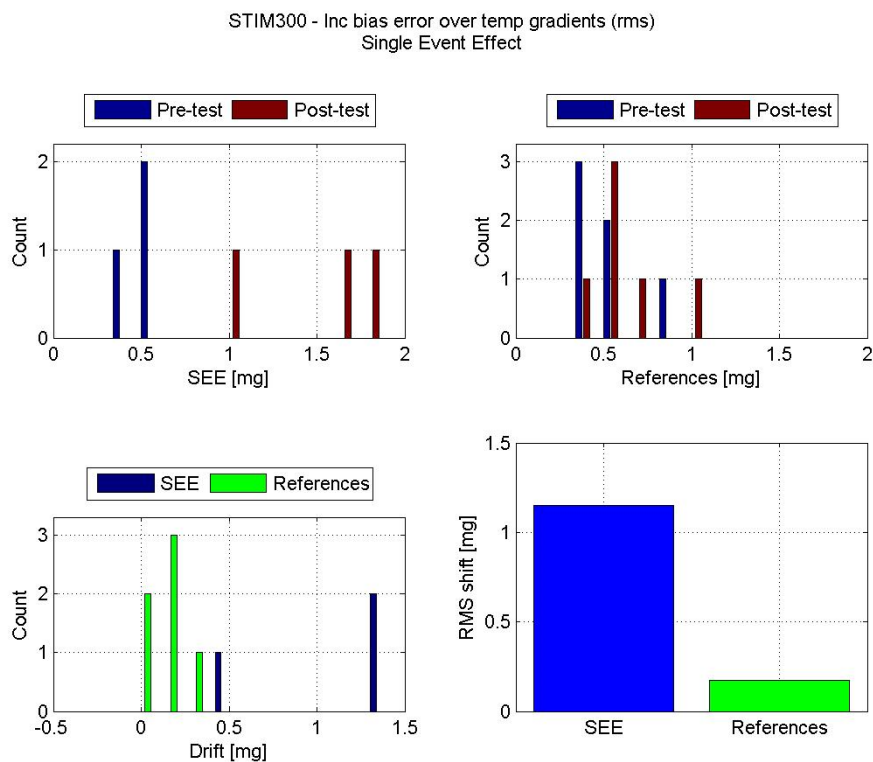 STIM300 - Inc bias error over temp gradients (rms)
Single Event Effect
Pre-test Post-test
2
1
0
Count
0 0.5 1 1.5 2
SEE [mg]
Pre-test Post-test
3
2
1
0
Count
0 0.5 1 1.5 2
References [mg]
SEE References
3
2
1
0
Count
-0.5 0 0.5 1 1.5
Drift [mg]
1.5
1
0.5
0
RMS shift [mg]
SEE References